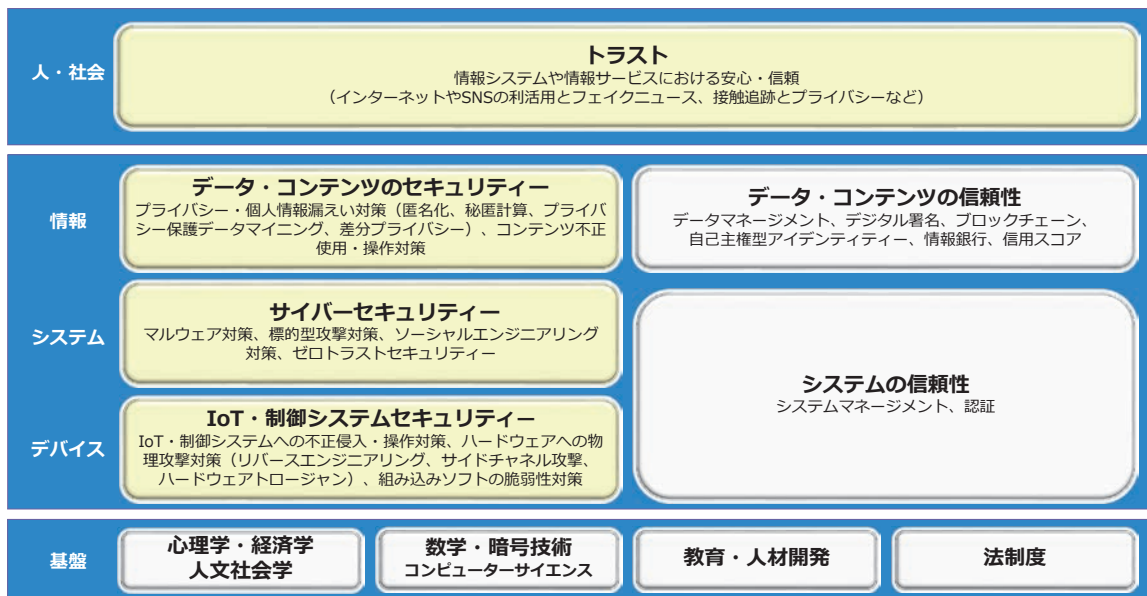 人・社会
トラスト
情報システムや情報サービスにおける安心・信頼
(インターネットやSNSの利活用とフェイクニュース、接触追跡とプライバシーなど)
情報
データ・コンテンツのセキュリティー
プライバシー・個人情報漏えい対策(匿名化、秘匿計算、プライバ
シー保護データマイニング、差分プライバシー)、コンテンツ不正
使用・操作対策
データ・コンテンツの信頼性
データマネージメント、デジタル署名、ブロックチェーン、
自己主権型アイデンティティー、情報銀行、信用スコア
システム
サイバーセキュリティー
マルウェア対策、標的型攻撃対策、ソーシャルエンジニアリング
対策、ゼロトラストセキュリティー
システムの信頼性
システムマネージメント、認証
デバイス
IoT・制御システムセキュリティー
IoT・制御システムへの不正侵入・操作対策、ハードウェアへの物
理攻撃対策(リバースエンジニアリング、サイドチャネル攻撃、
ハードウェアトロージャン)、組み込みソフトの脆弱性対策
基盤
心理学・経済学
人文社会学
数学・暗号技術
コンピューターサイエンス
教育・人材開発
法制度